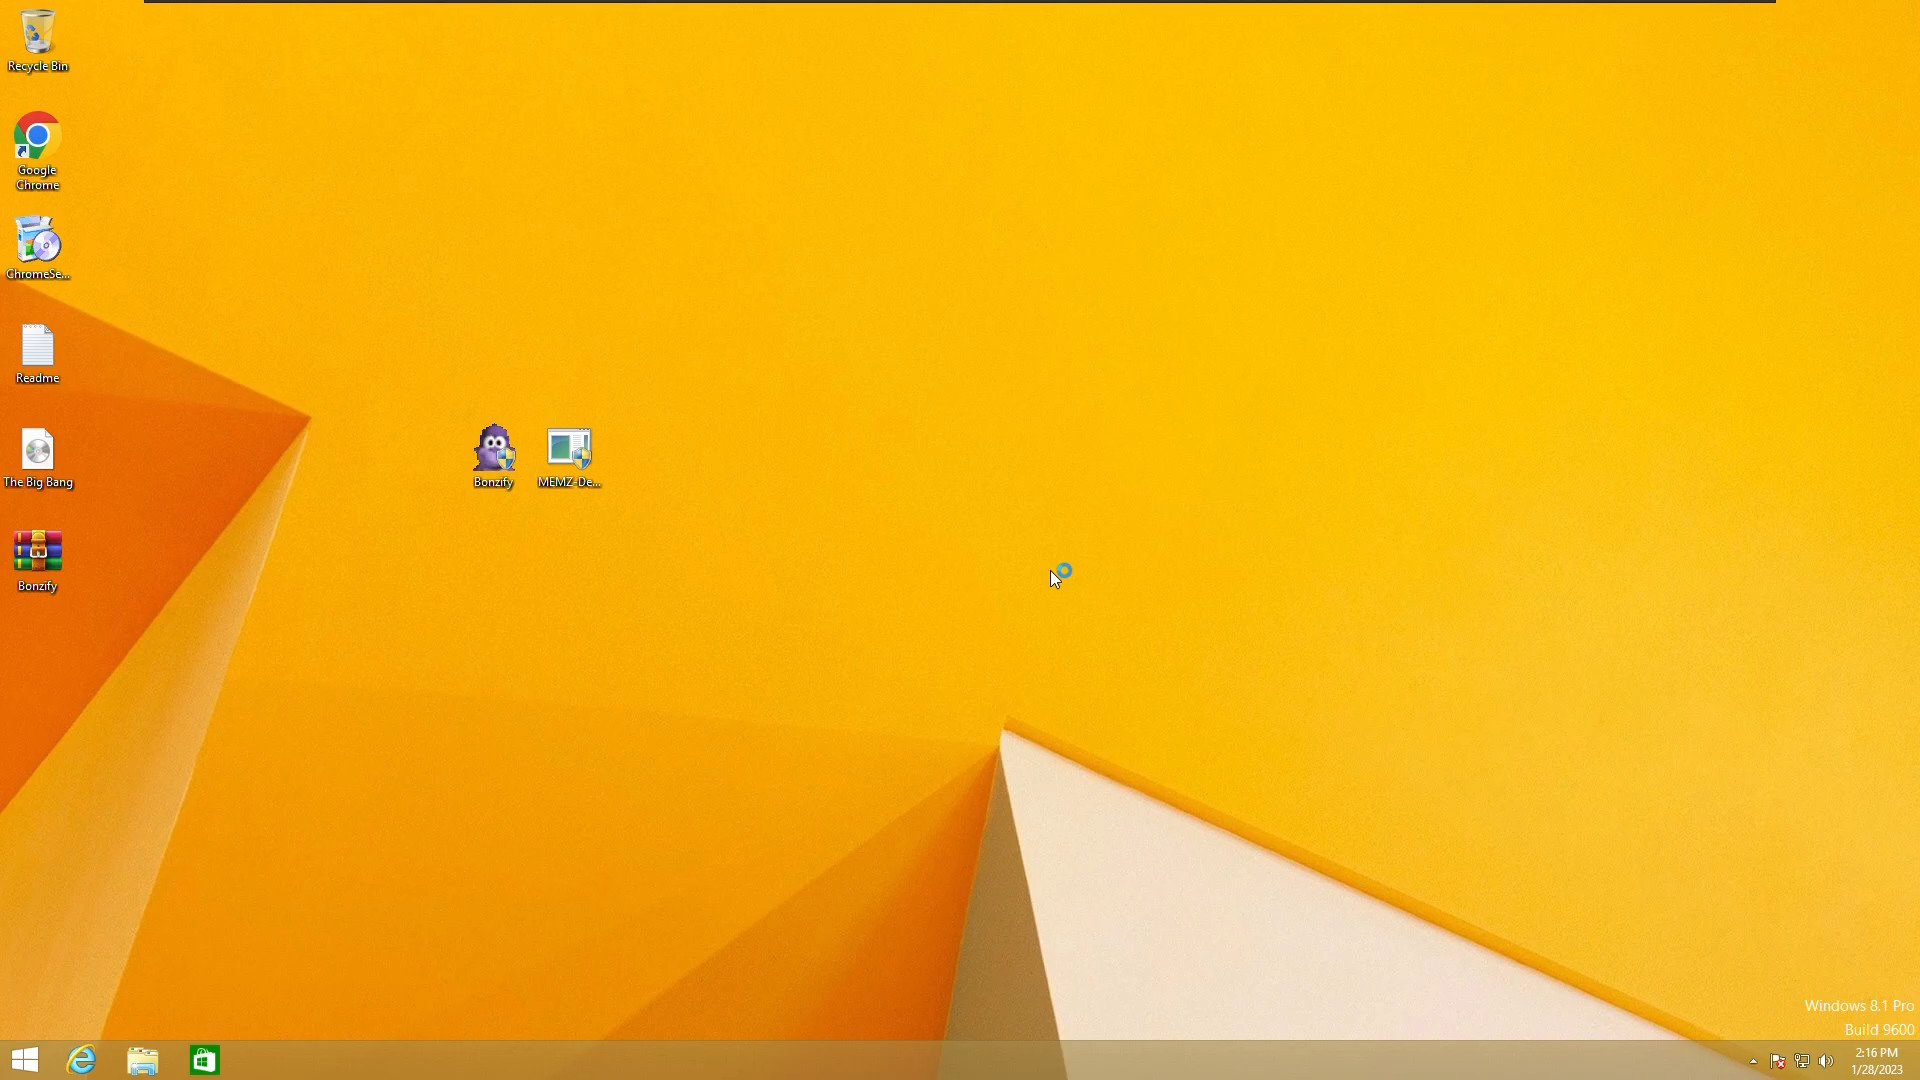 Recycle Bin
Google
Chrome
ChromeSe...
Readme
The Big Bang
Bonzify
Bonzify
MEMZ-De...
Windows 8.1 Pro
Build 9600
2:16 PM
1/28/2023